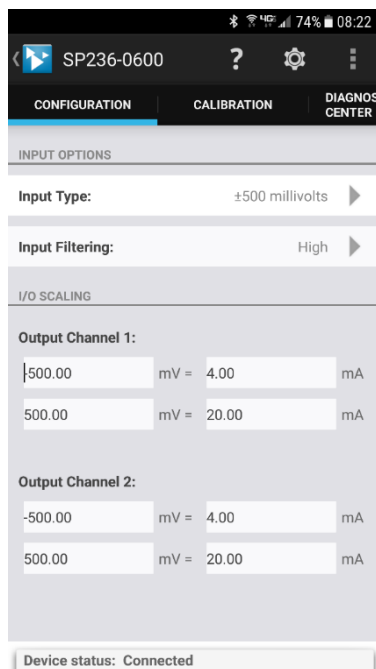 4G 74% 08:22
SP236-0600 ?
CONFIGURATION CALIBRATION DIAGNOS
CENTER
INPUT OPTIONS
Input Type: ±500 millivolts
Input Filtering: High
I/O SCALING
Output Channel 1:
-500.00 mV = 4.00 mA
500.00 mV = 20.00 mA
Output Channel 2:
-500.00 mV = 4.00 mA
500.00 mV = 20.00 mA
Device status: Connected